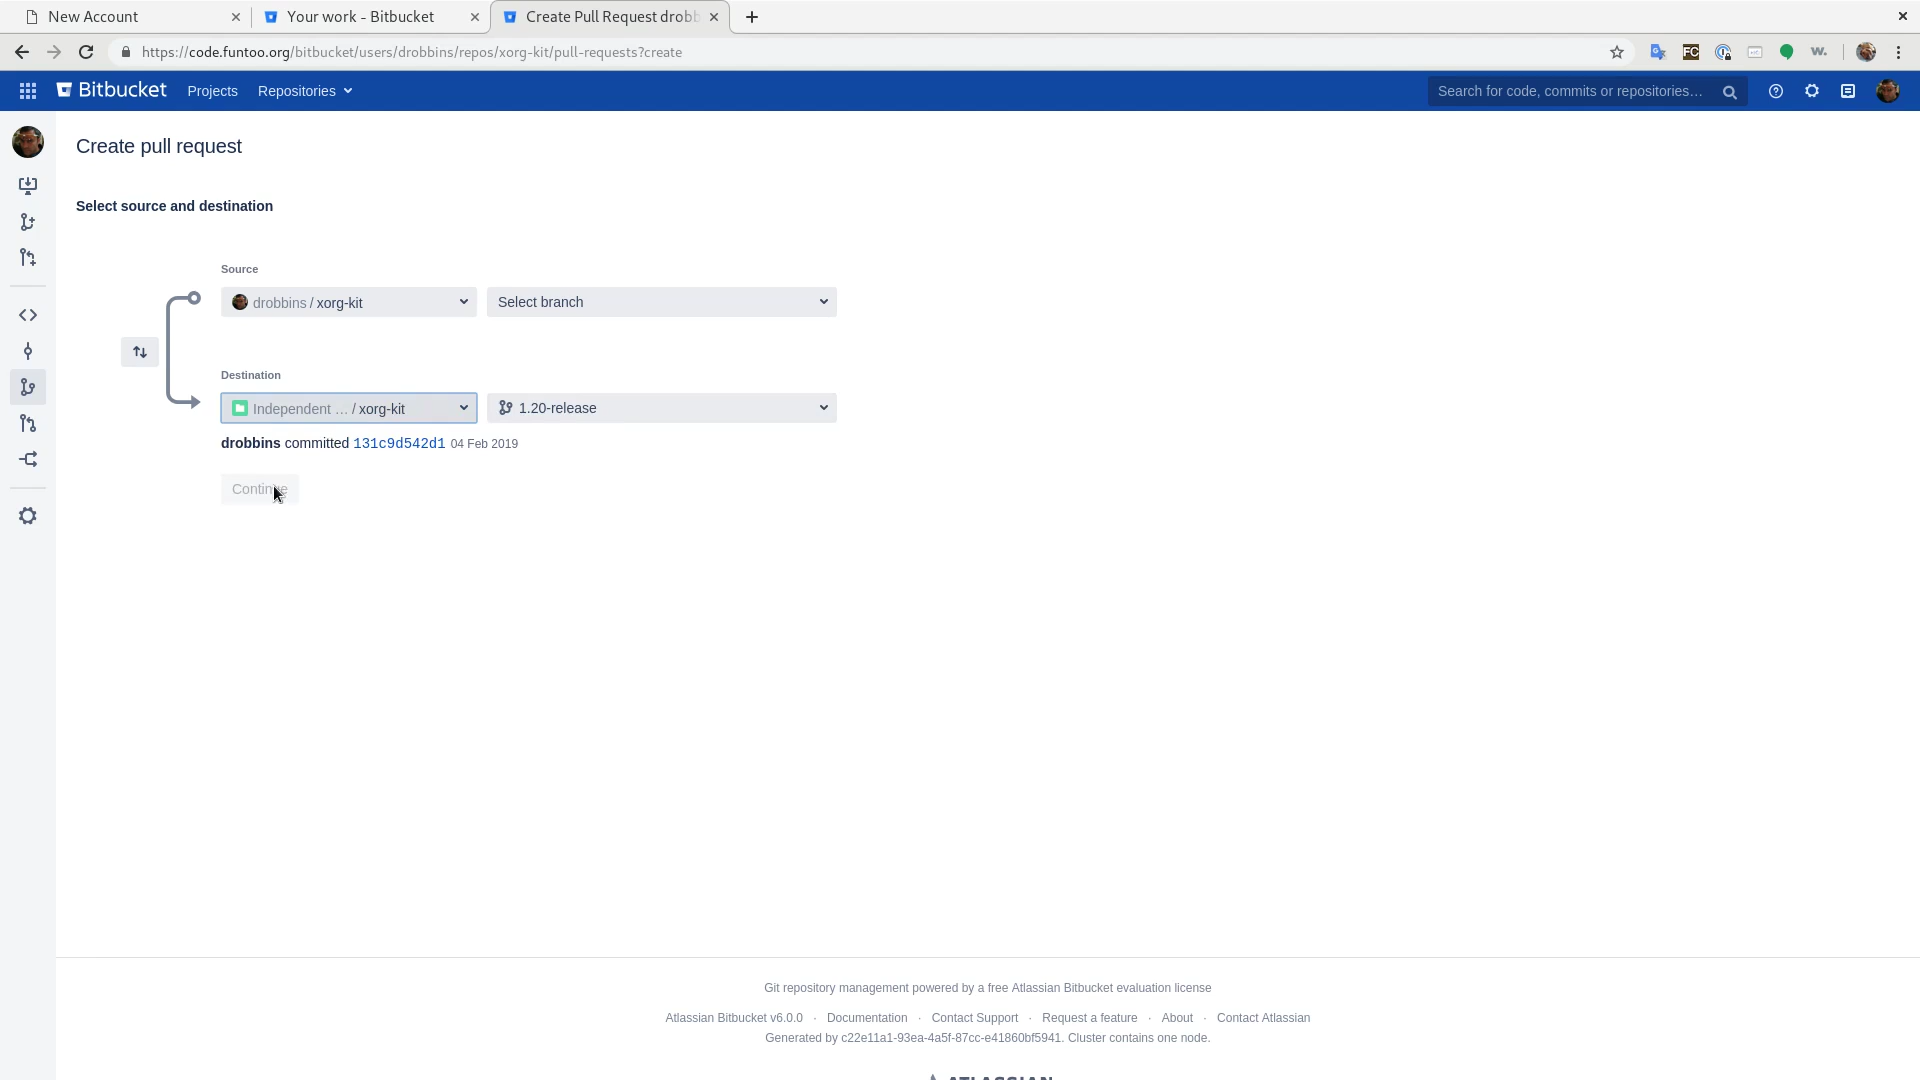 New Account
Your work - Bitbucket
Create Pull Request drobb
https://code.funtoo.org/bitbucket/users/drobbins/repos/xorg-kit/pull-requests?create
Bitbucket
Projects
Repositories
Search for code, commits or repositories...
Create pull request
Select source and destination
Source
drobbins / xorg-kit
Select branch
Destination
Independent ... / xorg-kit
1.20-release
drobbins committed 131c9d542d1 04 Feb 2019
Continue
Git repository management powered by a free Atlassian Bitbucket evaluation license
Atlassian Bitbucket v6.0.0 · Documentation · Contact Support · Request a feature · About · Contact Atlassian
Generated by c22e11a1-93ea-4a5f-87cc-e41860bf5941. Cluster contains one node.
ATLASSIAN